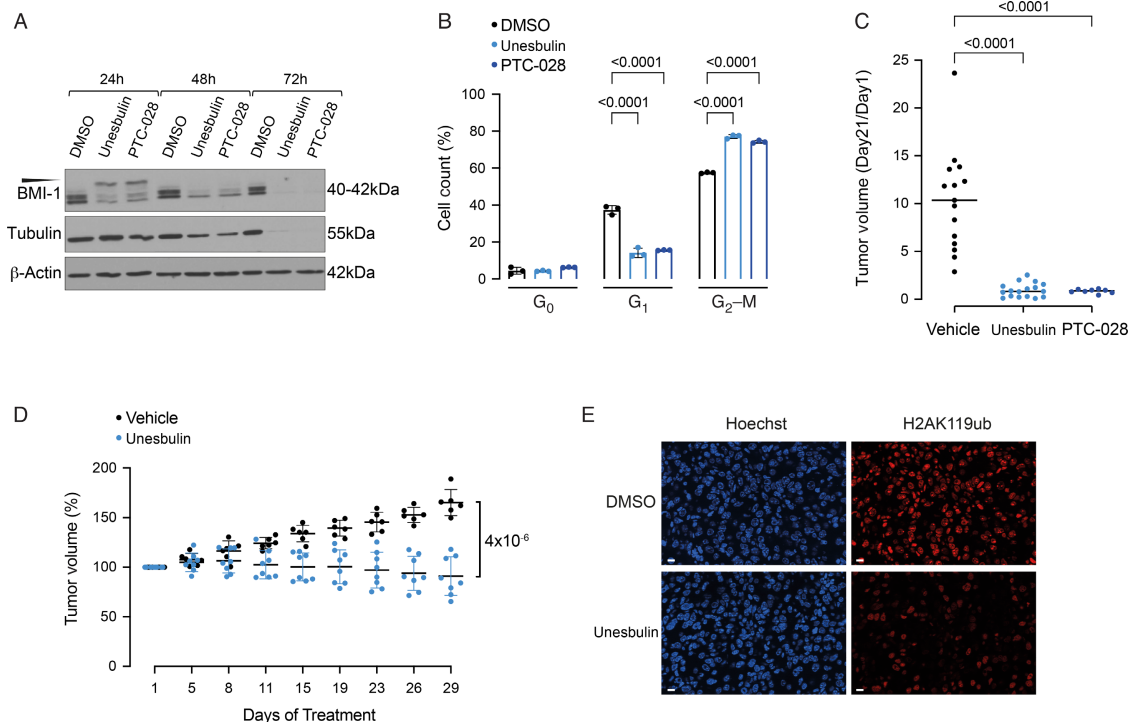 A
24h 48h 72h
DMSO Unesbulin PTC-028 DMSO Unesbulin PTC-028 DMSO Unesbulin PTC-028
BMI-1 40-42kDa
Tubulin 55kDa
β-Actin 42kDa
B
DMSO
Unesbulin
PTC-028
<0.0001 <0.0001
<0.0001 <0.0001
Cell count (%)
100
80
60
40
20
0
G0 G1 G2–M
C
<0.0001
<0.0001
Tumor volume (Day21/Day1)
25
20
15
10
5
0
Vehicle Unesbulin PTC-028
D
Vehicle
Unesbulin
Tumor volume (%)
200
150
100
50
0
4x10-6
1 5 8 11 15 19 23 26 29
Days of Treatment
E
Hoechst H2AK119ub
DMSO
Unesbulin